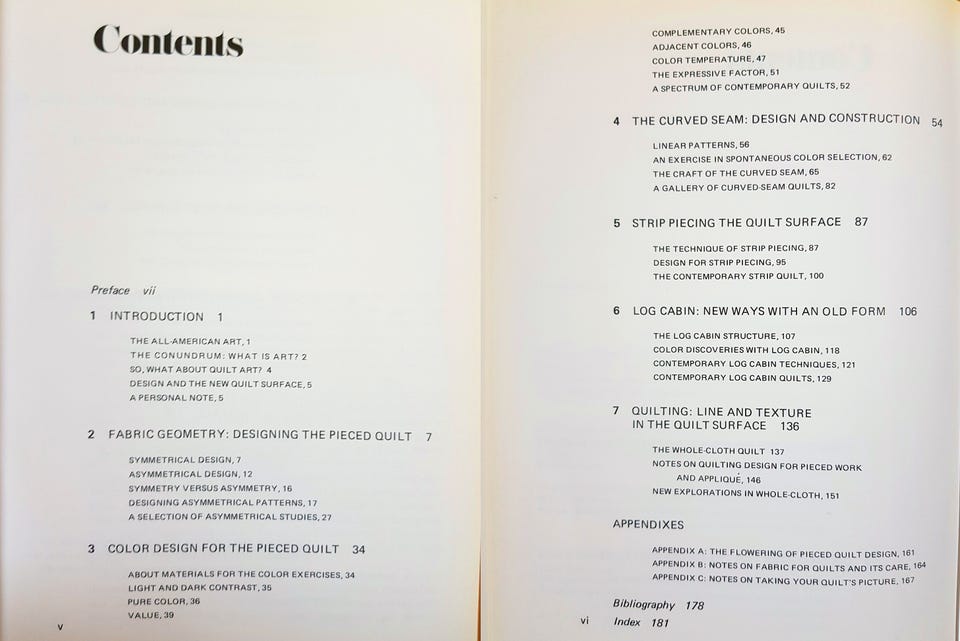 Contents
Preface vii
1 INTRODUCTION 1
THE ALL-AMERICAN ART, 1
THE CONUNDRUM: WHAT IS ART? 2
SO, WHAT ABOUT QUILT ART? 4
DESIGN AND THE NEW QUILT SURFACE, 5
A PERSONAL NOTE, 5
2 FABRIC GEOMETRY: DESIGNING THE PIECED QUILT 7
SYMMETRICAL DESIGN, 7
ASYMMETRICAL DESIGN, 12
SYMMETRY VERSUS ASYMMETRY, 16
DESIGNING ASYMMETRICAL PATTERNS, 17
A SELECTION OF ASYMMETRICAL STUDIES, 27
3 COLOR DESIGN FOR THE PIECED QUILT 34
ABOUT MATERIALS FOR THE COLOR EXERCISES, 34
LIGHT AND DARK CONTRAST, 35
PURE COLOR, 36
VALUE, 39
v
COMPLEMENTARY COLORS, 45
ADJACENT COLORS, 46
COLOR TEMPERATURE, 47
THE EXPRESSIVE FACTOR, 51
A SPECTRUM OF CONTEMPORARY QUILTS, 52
4 THE CURVED SEAM: DESIGN AND CONSTRUCTION 54
LINEAR PATTERNS, 56
AN EXERCISE IN SPONTANEOUS COLOR SELECTION, 62
THE CRAFT OF THE CURVED SEAM, 65
A GALLERY OF CURVED-SEAM QUILTS, 82
5 STRIP PIECING THE QUILT SURFACE 87
THE TECHNIQUE OF STRIP PIECING, 87
DESIGN FOR STRIP PIECING, 95
THE CONTEMPORARY STRIP QUILT, 100
6 LOG CABIN: NEW WAYS WITH AN OLD FORM 106
THE LOG CABIN STRUCTURE, 107
COLOR DISCOVERIES WITH LOG CABIN, 118
CONTEMPORARY LOG CABIN TECHNIQUES, 121
CONTEMPORARY LOG CABIN QUILTS, 129
7 QUILTING: LINE AND TEXTURE
IN THE QUILT SURFACE 136
THE WHOLE-CLOTH QUILT 137
NOTES ON QUILTING DESIGN FOR PIECED WORK
AND APPLIQUÉ, 146
NEW EXPLORATIONS IN WHOLE-CLOTH, 151
APPENDIXES
APPENDIX A: THE FLOWERING OF PIECED QUILT DESIGN, 161
APPENDIX B: NOTES ON FABRIC FOR QUILTS AND ITS CARE, 164
APPENDIX C: NOTES ON TAKING YOUR QUILT'S PICTURE, 167
Bibliography 178
vi Index 181